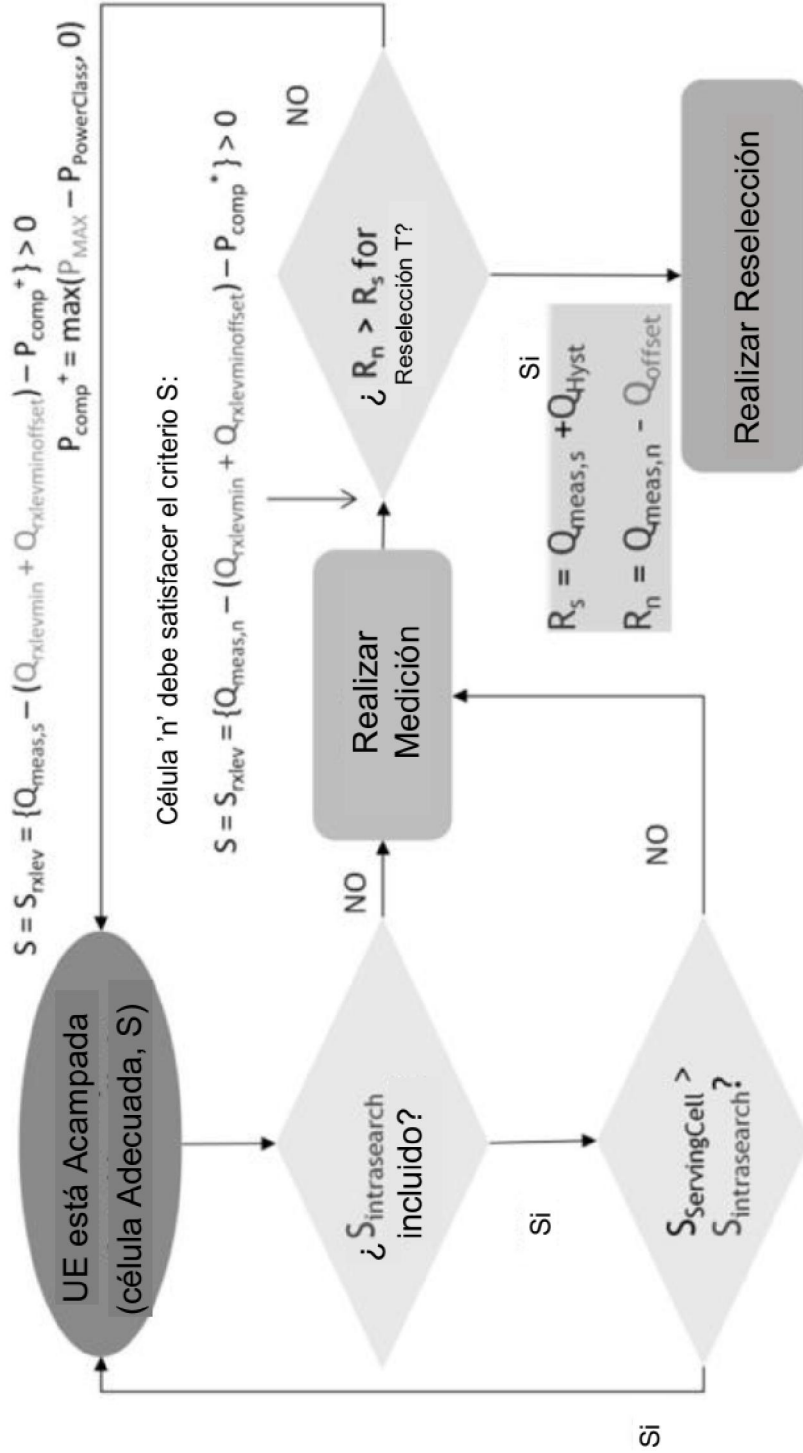 S = S_rxlev = {Q_meas,s – (Q_rxlevmin + Q_rxlevminoffset) – P_comp⁺} > 0
P_comp⁺ = max(P_MAX – P_PowerClass, 0)
UE está Acampada
(célula Adecuada, S)
Célula 'n' debe satisfacer el criterio S:
S = S_rxlev = {Q_meas,n – (Q_rxlevmin + Q_rxlevminoffset) – P_comp*} > 0
¿ S_intrasearch
incluido?
NO
Realizar
Medición
¿ R_n > R_s for
Reselección T?
NO
Si
Si
S_ServingCell >
S_intrasearch?
NO
Si
R_s = Q_meas,s +Q_Hyst
R_n = Q_meas,n - Q_offset
Realizar Reselección